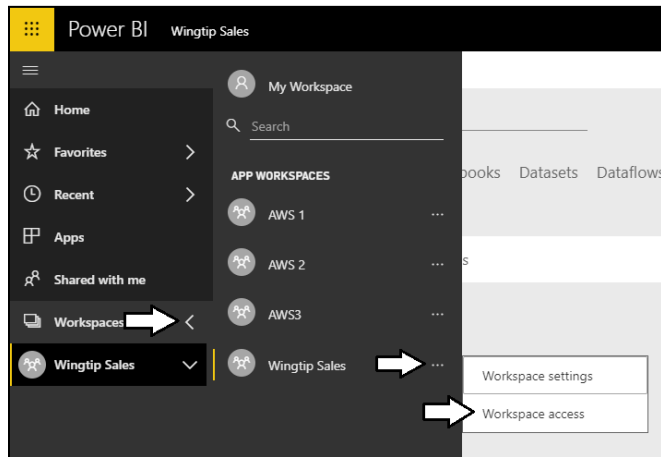 Power BI Wingtip Sales
My Workspace
Home
Search
Favorites
APP WORKSPACES
ooks Datasets Dataflows
Recent
AWS 1
Apps
AWS 2
s
Shared with me
AWS3
Workspaces
Wingtip Sales
Wingtip Sales
Workspace settings
Workspace access